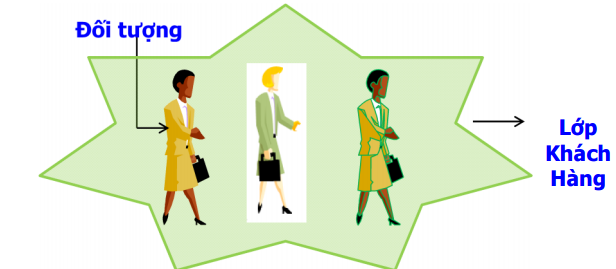 Đối tượng
Lớp
Khách
Hàng